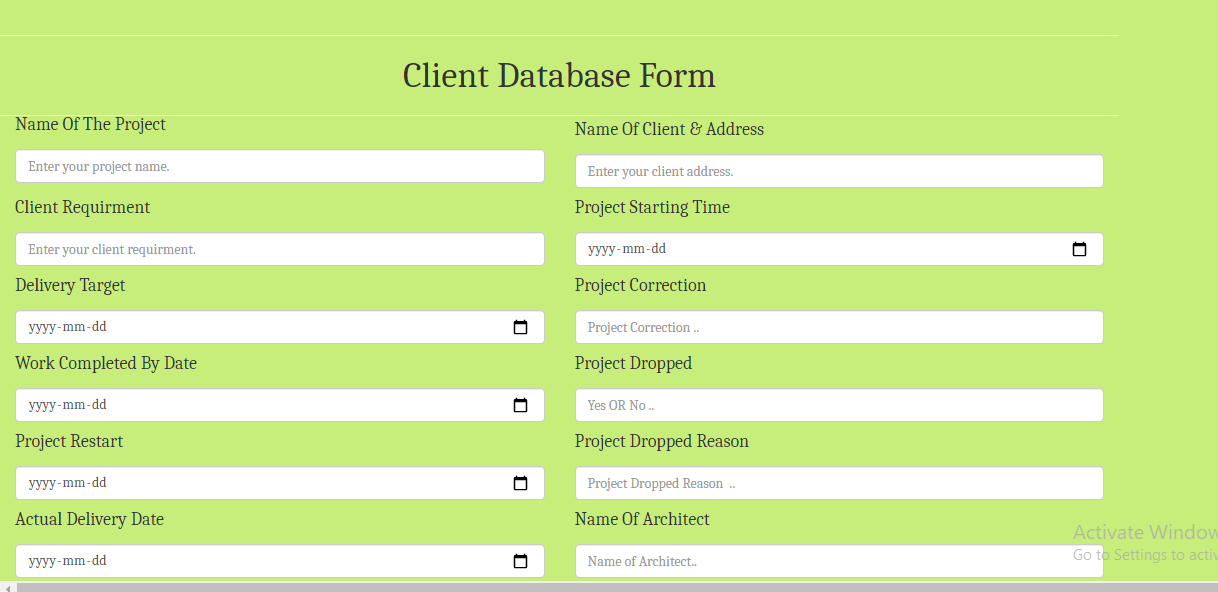 Client Database Form
Name Of The Project
Name Of Client & Address
Enter your project name.
Enter your client address.
Client Requirment
Project Starting Time
Enter your client requirment.
yyyy-mm-dd
Delivery Target
Project Correction
yyyy-mm-dd
Project Correction ..
Work Completed By Date
Project Dropped
yyyy-mm-dd
Yes OR No ..
Project Restart
Project Dropped Reason
yyyy-mm-dd
Project Dropped Reason ..
Actual Delivery Date
Name Of Architect
yyyy-mm-dd
Name of Architect..
Activate Window
Go to Settings to activ